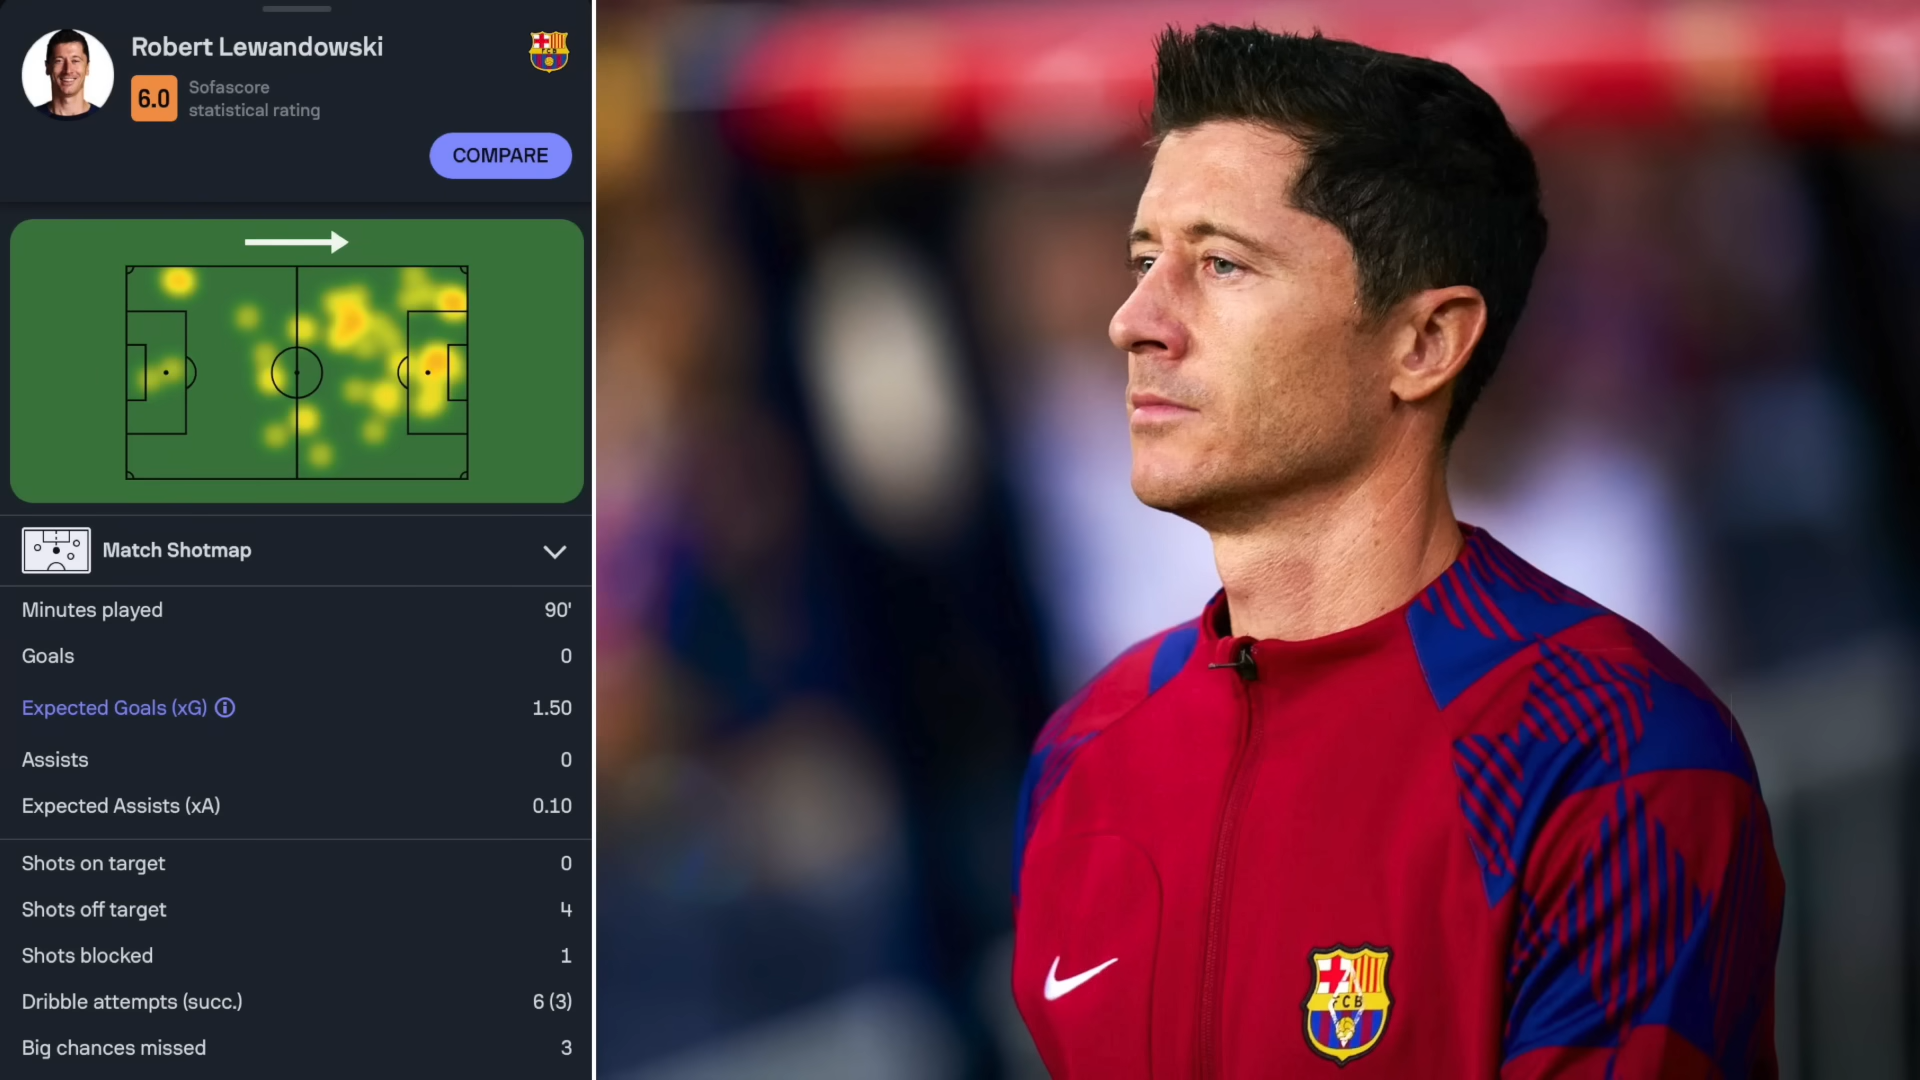 Robert Lewandowski
6.0
Sofascore
statistical rating
COMPARE
Match Shotmap
Minutes played 90'
Goals 0
Expected Goals (xG) 1.50
Assists 0
Expected Assists (xA) 0.10
Shots on target 0
Shots off target 4
Shots blocked 1
Dribble attempts (succ.) 6 (3)
Big chances missed 3
FCB
FCB